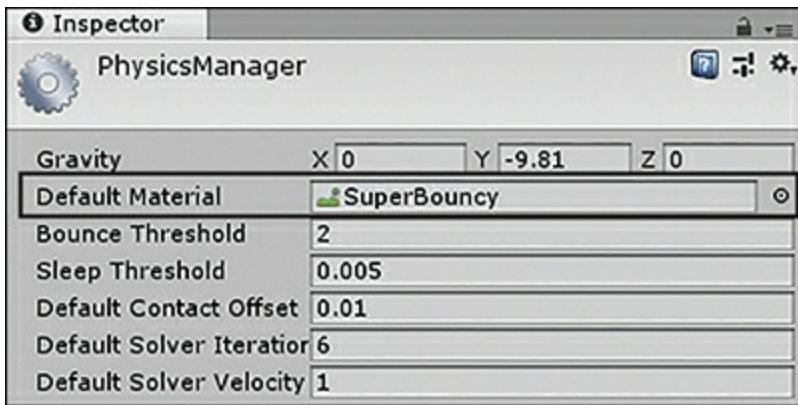 Inspector
PhysicsManager
Gravity X 0 Y -9.81 Z 0
Default Material SuperBouncy
Bounce Threshold 2
Sleep Threshold 0.005
Default Contact Offset 0.01
Default Solver Iteration 6
Default Solver Velocity 1